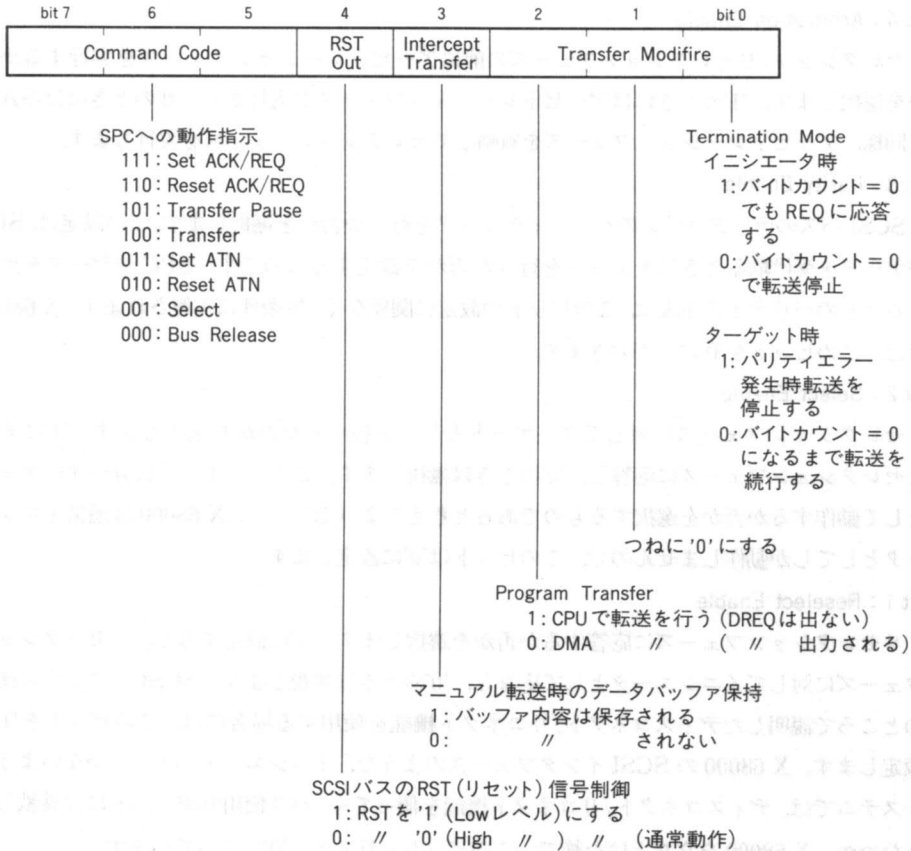 bit 7 6 5 4 3 2 1 bit 0
Command Code
RST
Out
Intercept
Transfer
Transfer Modifire
SPCへの動作指示
111: Set ACK/REQ
110: Reset ACK/REQ
101: Transfer Pause
100: Transfer
011: Set ATN
010: Reset ATN
001: Select
000: Bus Release
Termination Mode
イニシエータ時
1:バイトカウント=0
でもREQに応答
する
0:バイトカウント=0
で転送停止
ターゲット時
1:パリティエラー
発生時転送を
停止する
0:バイトカウント=0
になるまで転送を
続行する
つねに'0'にする
Program Transfer
1:CPUで転送を行う(DREQは出ない)
0:DMA 〃 ( 〃 出力される)
マニュアル転送時のデータバッファ保持
1:バッファ内容は保存される
0: 〃 されない
SCSIバスのRST(リセット)信号制御
1:RSTを'1'(Lowレベル)にする
0: 〃 '0'(High 〃 ) 〃 (通常動作)